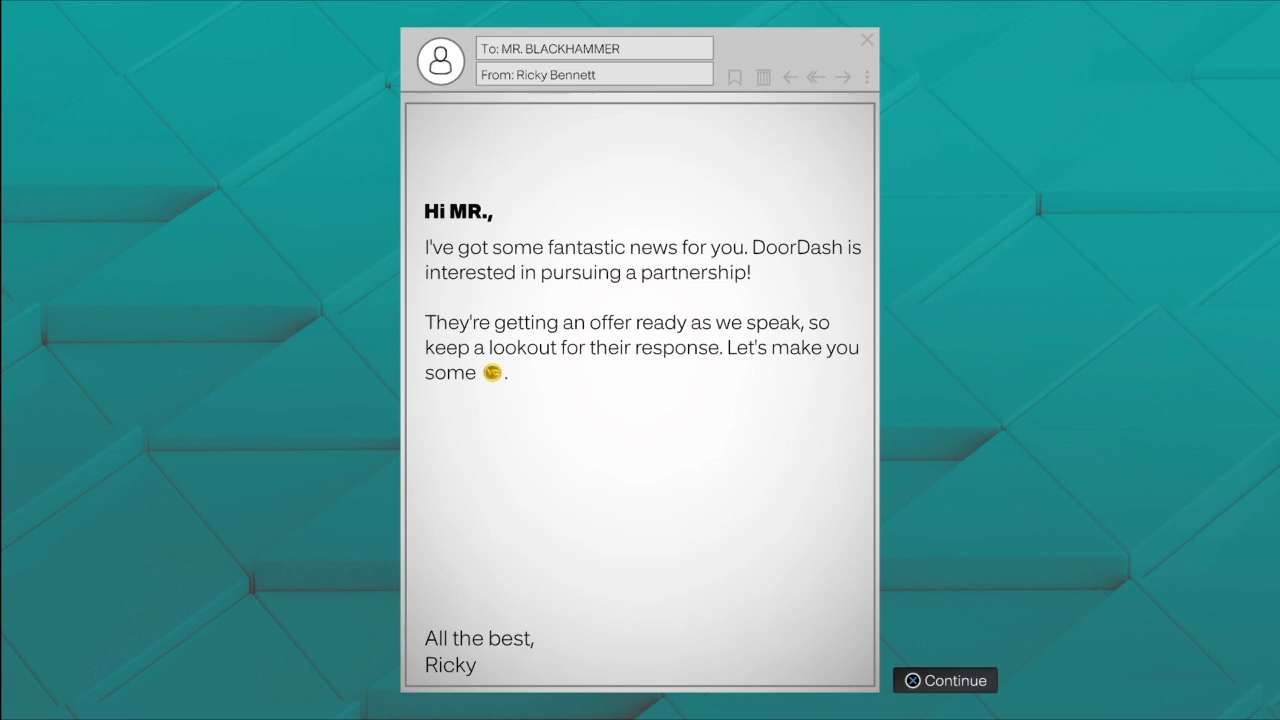 To: MR. BLACKHAMMER
From: Ricky Bennett
Hi MR.,
I've got some fantastic news for you. DoorDash is
interested in pursuing a partnership!
They're getting an offer ready as we speak, so
keep a lookout for their response. Let's make you
some VC.
All the best,
Ricky
Continue